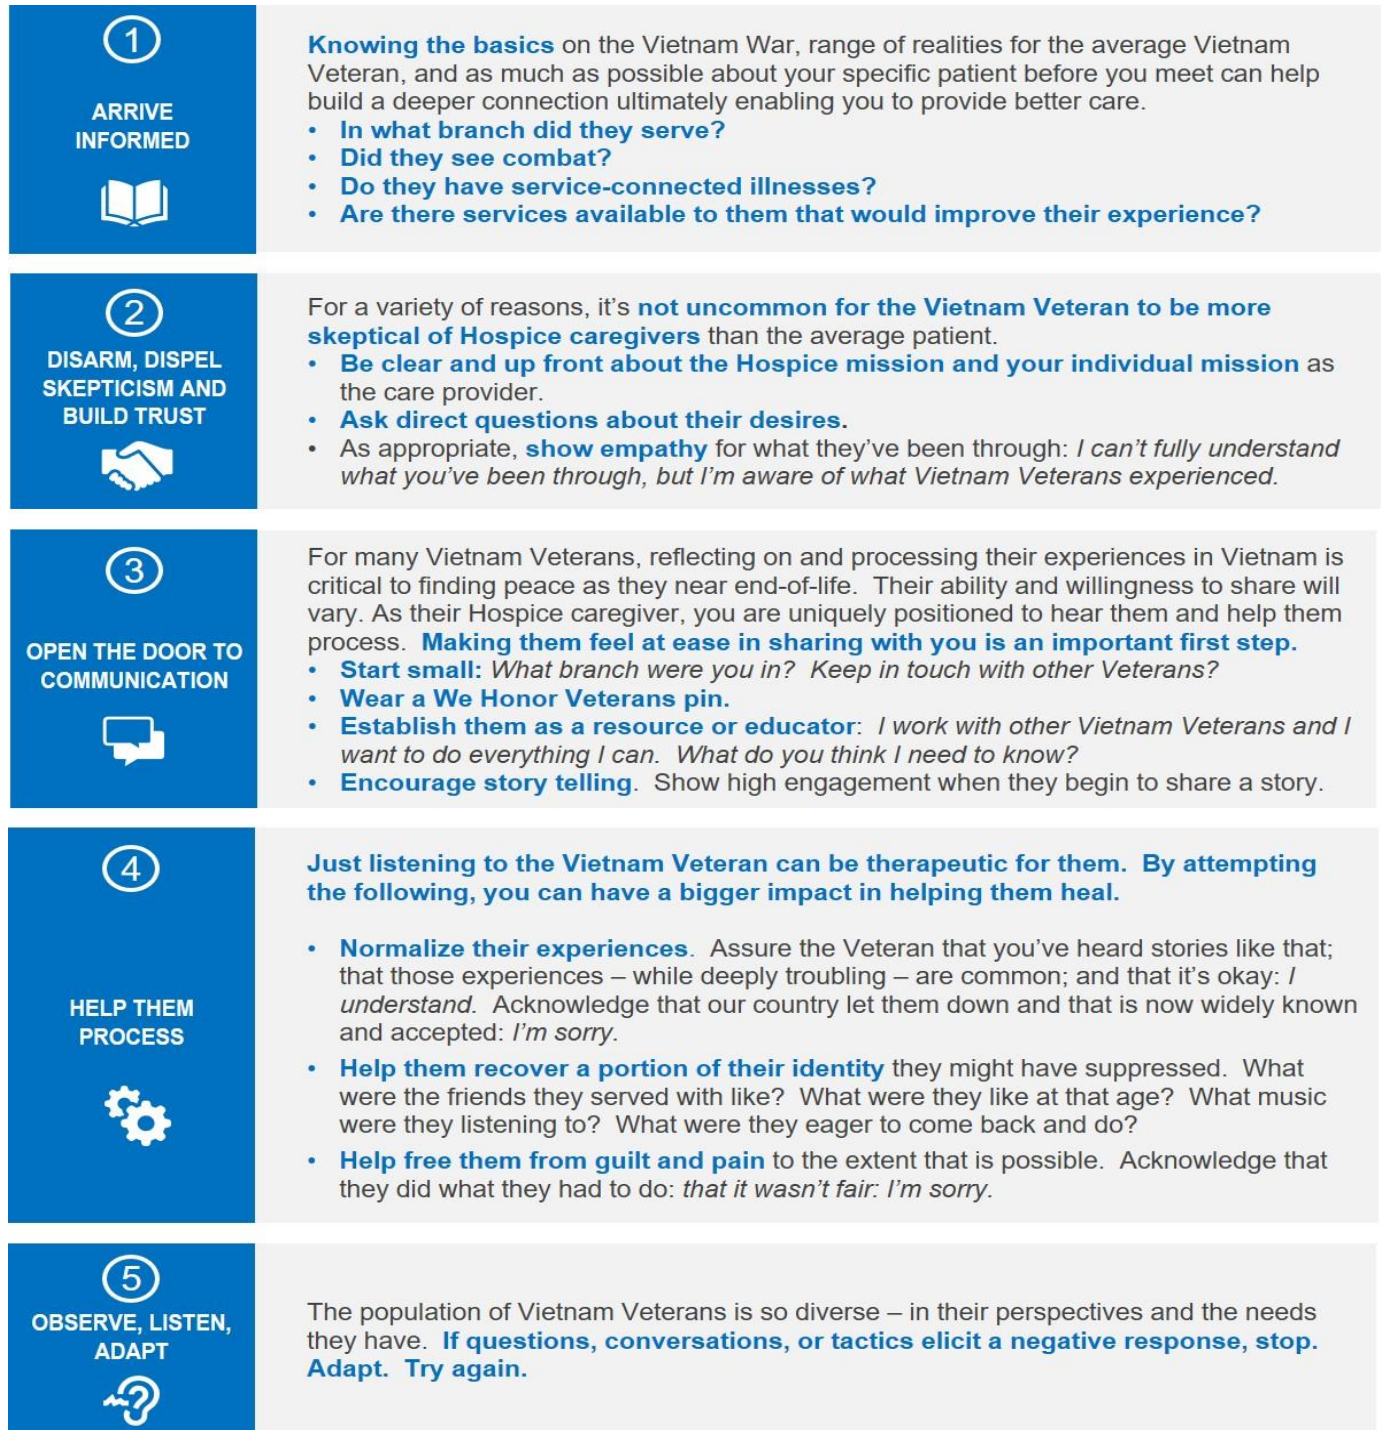 1
ARRIVE
INFORMED
Knowing the basics on the Vietnam War, range of realities for the average Vietnam
Veteran, and as much as possible about your specific patient before you meet can help
build a deeper connection ultimately enabling you to provide better care.
• In what branch did they serve?
• Did they see combat?
• Do they have service-connected illnesses?
• Are there services available to them that would improve their experience?
2
DISARM, DISPEL
SKEPTICISM AND
BUILD TRUST
For a variety of reasons, it's not uncommon for the Vietnam Veteran to be more
skeptical of Hospice caregivers than the average patient.
• Be clear and up front about the Hospice mission and your individual mission as
the care provider.
• Ask direct questions about their desires.
• As appropriate, show empathy for what they've been through: I can't fully understand
what you've been through, but I'm aware of what Vietnam Veterans experienced.
3
OPEN THE DOOR TO
COMMUNICATION
For many Vietnam Veterans, reflecting on and processing their experiences in Vietnam is
critical to finding peace as they near end-of-life. Their ability and willingness to share will
vary. As their Hospice caregiver, you are uniquely positioned to hear them and help them
process. Making them feel at ease in sharing with you is an important first step.
• Start small: What branch were you in? Keep in touch with other Veterans?
• Wear a We Honor Veterans pin.
• Establish them as a resource or educator: I work with other Vietnam Veterans and I
want to do everything I can. What do you think I need to know?
• Encourage story telling. Show high engagement when they begin to share a story.
4
HELP THEM
PROCESS
Just listening to the Vietnam Veteran can be therapeutic for them. By attempting
the following, you can have a bigger impact in helping them heal.
• Normalize their experiences. Assure the Veteran that you've heard stories like that;
that those experiences – while deeply troubling – are common; and that it's okay: I
understand. Acknowledge that our country let them down and that is now widely known
and accepted: I'm sorry.
• Help them recover a portion of their identity they might have suppressed. What
were the friends they served with like? What were they like at that age? What music
were they listening to? What were they eager to come back and do?
• Help free them from guilt and pain to the extent that is possible. Acknowledge that
they did what they had to do: that it wasn't fair: I'm sorry.
5
OBSERVE, LISTEN,
ADAPT
The population of Vietnam Veterans is so diverse – in their perspectives and the needs
they have. If questions, conversations, or tactics elicit a negative response, stop.
Adapt. Try again.